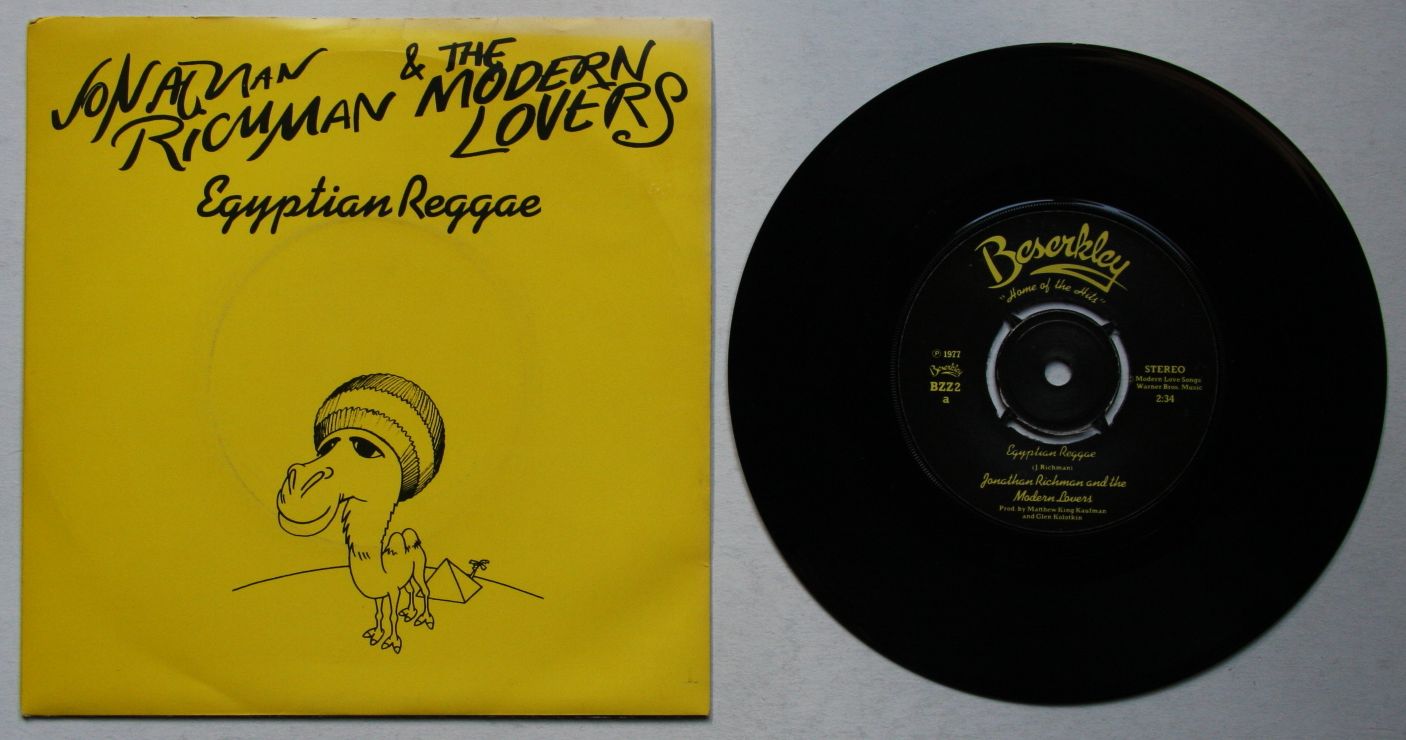 JONATHAN
RICHMAN
& THE
MODERN
LOVERS
Egyptian Reggae
Beserkley
"Home of the Hits"
℗ 1977
Beserkley
BZZ 2
a
STEREO
© Modern Love Songs
Warner Bros. Music
2:34
Egyptian Reggae
(J. Richman)
Jonathan Richman and the
Modern Lovers
Prod. by Matthew King Kaufman
and Glen Kolotkin